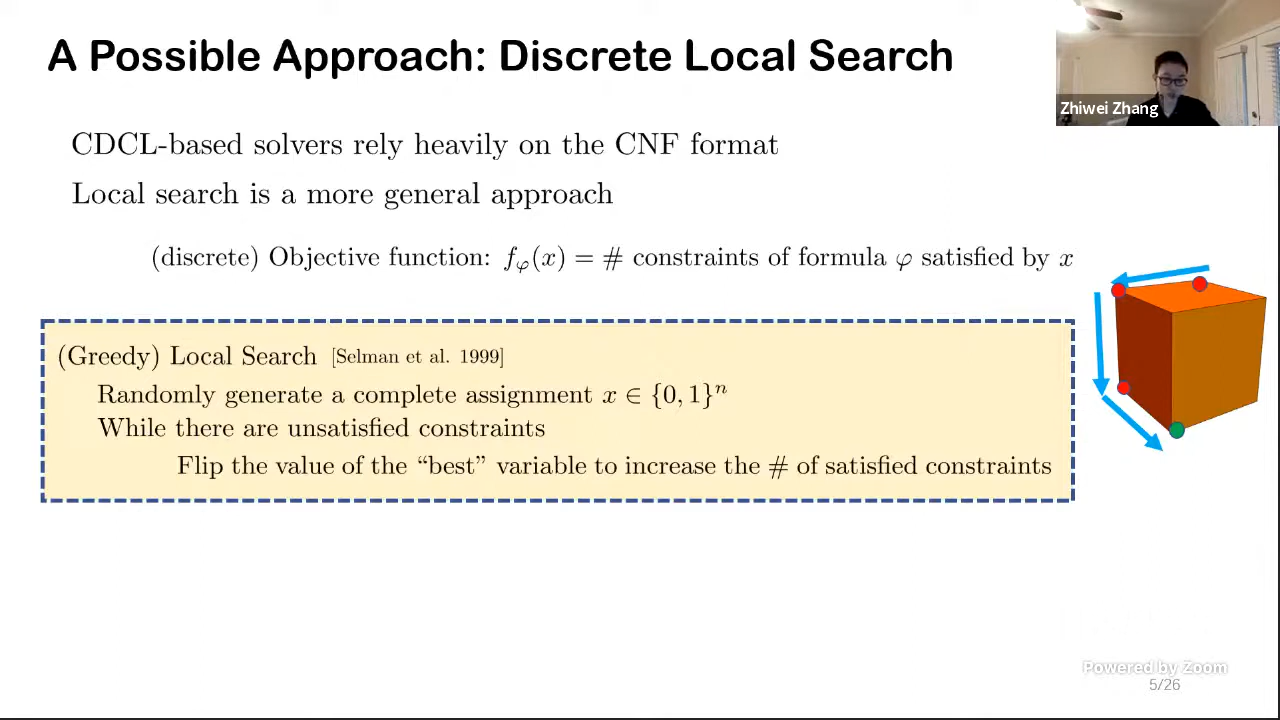 A Possible Approach: Discrete Local Search
Zhiwei Zhang
CDCL-based solvers rely heavily on the CNF format
Local search is a more general approach
(discrete) Objective function: f_φ(x) = # constraints of formula φ satisfied by x
(Greedy) Local Search [Selman et al. 1999]
Randomly generate a complete assignment x ∈ {0, 1}ⁿ
While there are unsatisfied constraints
Flip the value of the “best” variable to increase the # of satisfied constraints
Powered by Zoom
5/26